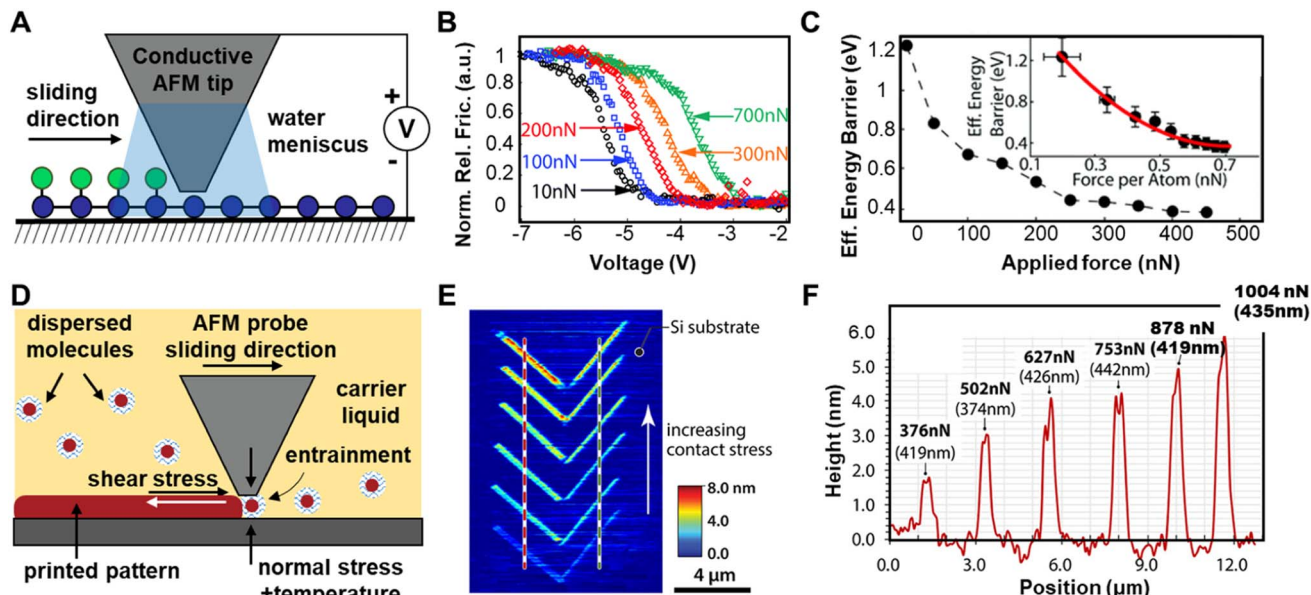 A
Conductive
AFM tip
sliding
direction
water
meniscus
+
V
-
B
Norm. Rel. Fric. (a.u.)
1
0.8
0.6
0.4
0.2
0
200nN
100nN
10nN
700nN
300nN
-7
-6
-5
-4
-3
-2
Voltage (V)
C
Eff. Energy Barrier (eV)
1.2
1
0.8
0.6
0.4
Eff. Energy
Barrier (eV)
1.2
0.8
0.4
0.1
0.3
0.5
0.7
Force per Atom (nN)
0
100
200
300
400
500
Applied force (nN)
D
dispersed
molecules
AFM probe
sliding direction
carrier
liquid
entrainment
shear stress
printed pattern
normal stress
+temperature
E
Si substrate
increasing
contact stress
8.0 nm
4.0
0.0
4 µm
F
Height (nm)
6.0
5.0
4.0
3.0
2.0
1.0
0.0
376nN
(419nm)
502nN
(374nm)
627nN
(426nm)
753nN
(442nm)
878 nN
(419nm)
1004 nN
(435nm)
0.0
3.0
6.0
9.0
12.0
Position (µm)